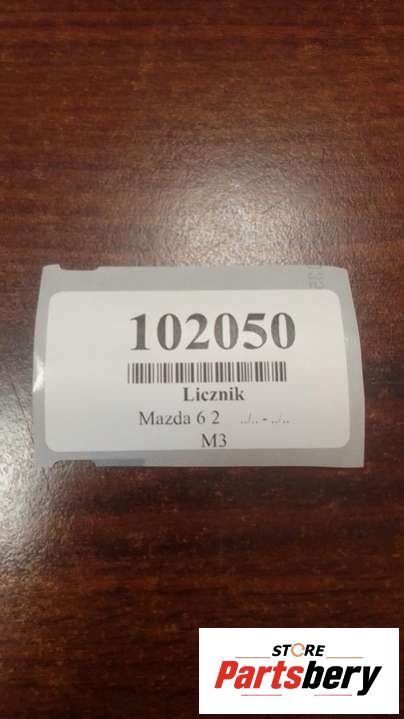 102050
Licznik
Mazda 6 2 ../.. - ../..
M3
STORE
Partsbery